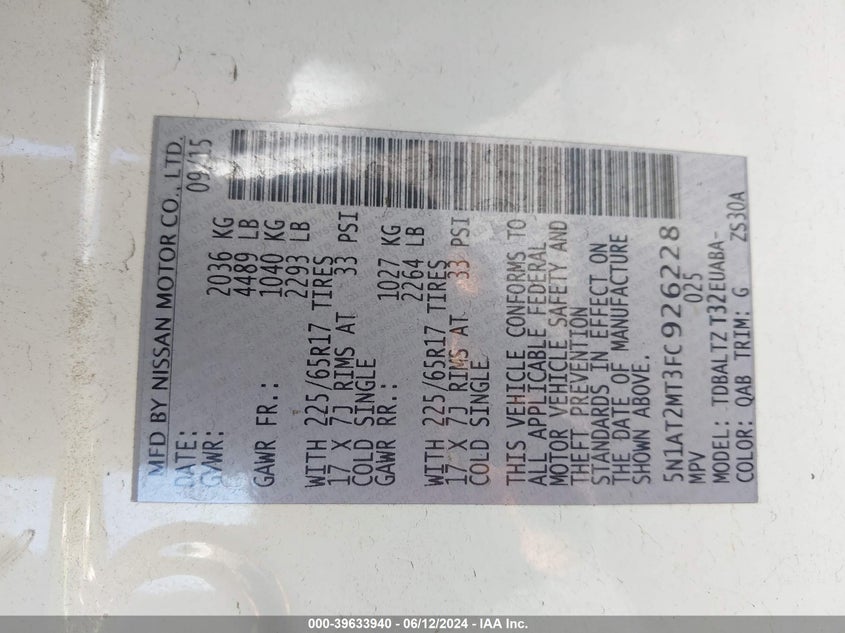 MFD BY NISSAN MOTOR CO., LTD.
DATE: 09/15
GVWR: 2036 KG
4489 LB
GAWR FR.: 1040 KG
2293 LB
WITH 225/65R17 TIRES
17 X 7J RIMS AT 33 PSI
COLD SINGLE
GAWR RR.: 1027 KG
2264 LB
WITH 225/65R17 TIRES
17 X 7J RIMS AT 33 PSI
COLD SINGLE
THIS VEHICLE CONFORMS TO
ALL APPLICABLE FEDERAL
MOTOR VEHICLE SAFETY AND
THEFT PREVENTION
STANDARDS IN EFFECT ON
THE DATE OF MANUFACTURE
SHOWN ABOVE.
5N1AT2MT3FC926228
MPV 025
MODEL: TDBALTZ T32EUABA-
COLOR: QAB TRIM: G ZS30A
000-39633940 - 06/12/2024 - IAA Inc.